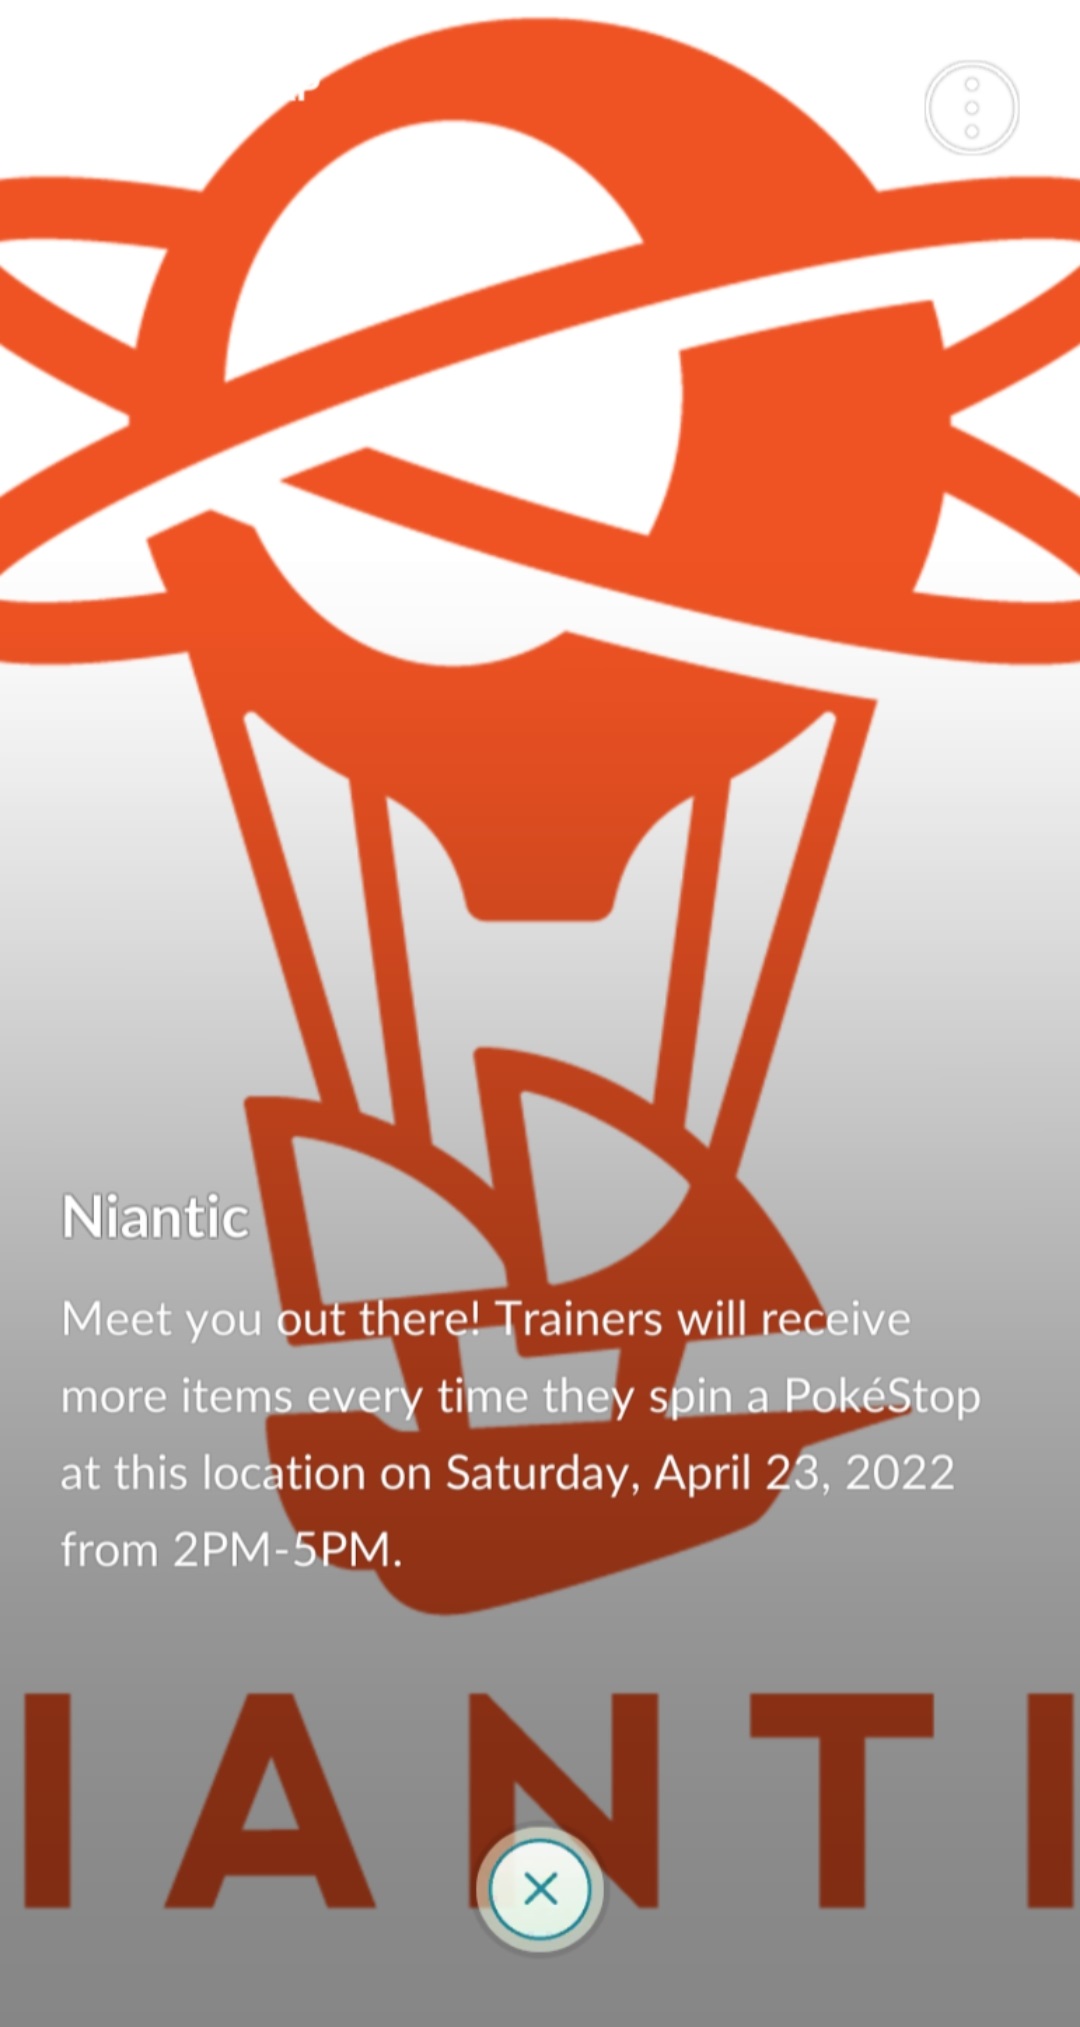 Niantic
Meet you out there! Trainers will receive
more items every time they spin a PokéStop
at this location on Saturday, April 23, 2022
from 2PM-5PM.
IANTI